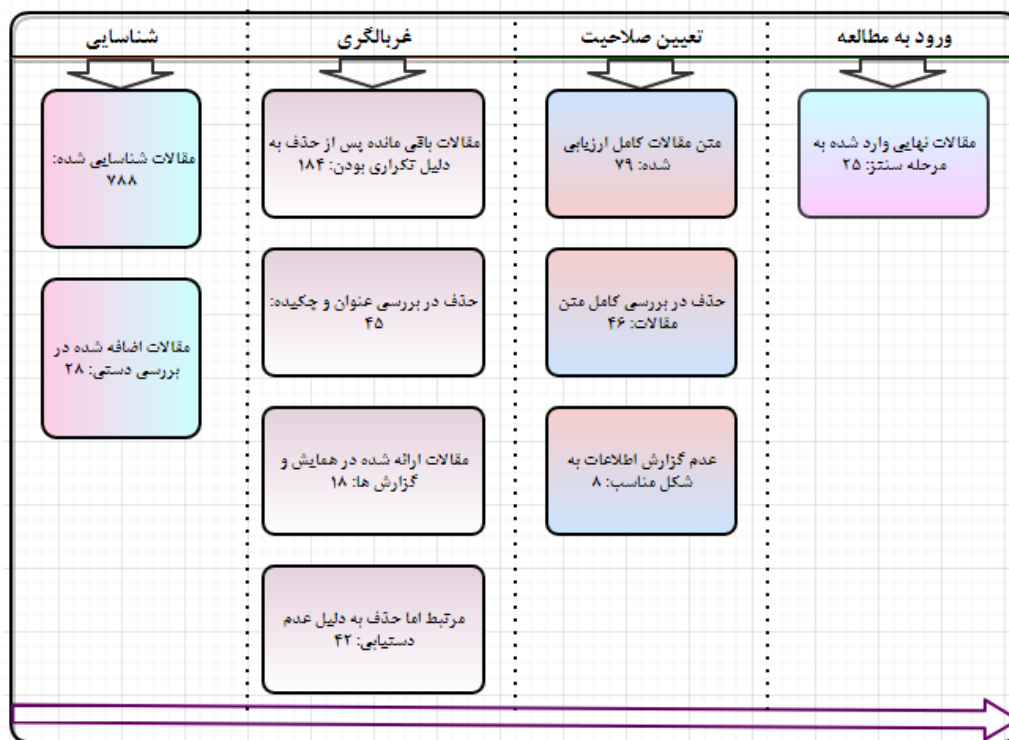 شناسایی
غربالگری
تعیین صلاحیت
ورود به مطالعه
مقالات شناسایی شده:
۷۸۸
مقالات اضافه شده در
بررسی دستی: ۲۸
مقالات باقی مانده پس از حذف به
دلیل تکراری بودن: ۱۸۴
حذف در بررسی عنوان و چکیده:
۴۵
مقالات ارائه شده در همایش و
گزارش ها: ۱۸
مرتبط اما حذف به دلیل عدم
دستیابی: ۴۲
متن مقالات کامل ارزیابی
شده: ۷۹
حذف در بررسی کامل متن
مقالات: ۴۶
عدم گزارش اطلاعات به
شکل مناسب: ۸
مقالات نهایی وارد شده به
مرحله سنتز: ۲۵